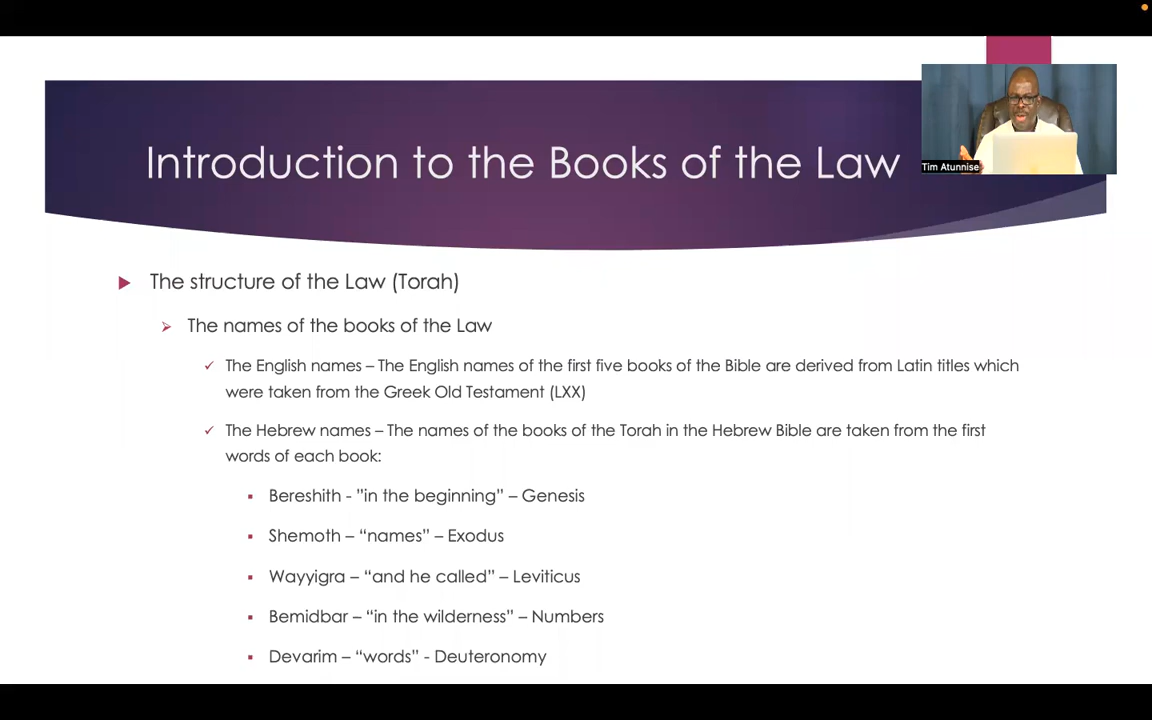 Introduction to the Books of the Law
Tim Atunnise
The structure of the Law (Torah)
The names of the books of the Law
The English names – The English names of the first five books of the Bible are derived from Latin titles which
were taken from the Greek Old Testament (LXX)
The Hebrew names – The names of the books of the Torah in the Hebrew Bible are taken from the first
words of each book:
Bereshith - ”in the beginning” – Genesis
Shemoth – “names” – Exodus
Wayyigra – “and he called” – Leviticus
Bemidbar – “in the wilderness” – Numbers
Devarim – “words” - Deuteronomy